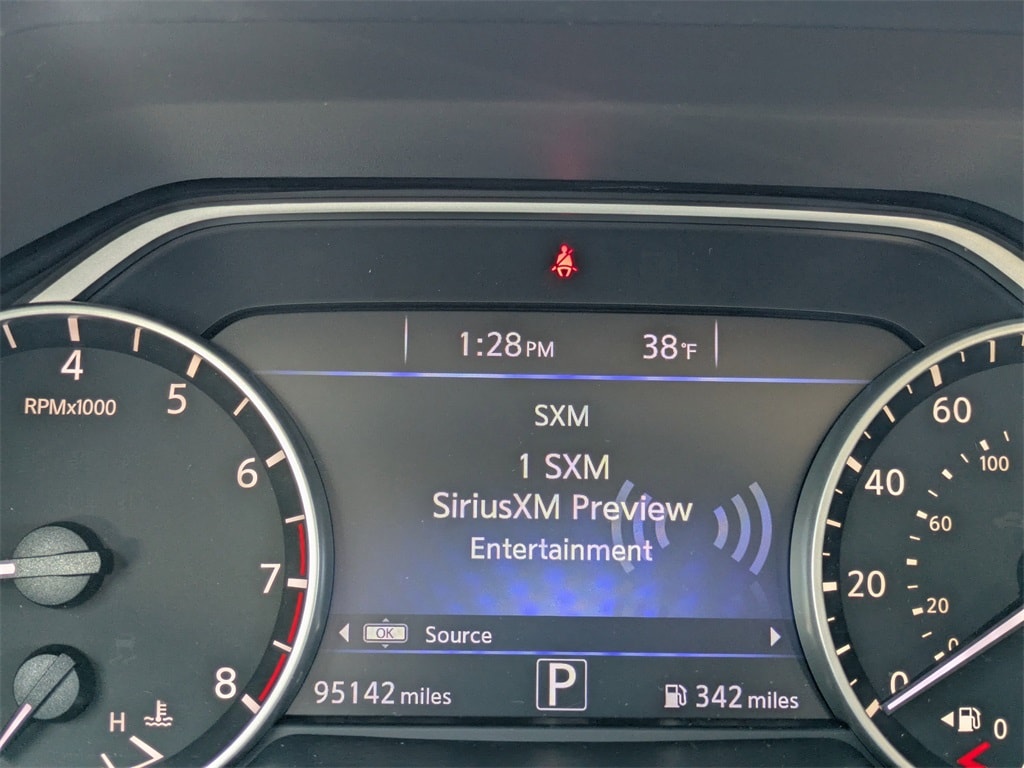 1:28PM 38°F
SXM
1 SXM
SiriusXM Preview
Entertainment
OK Source
95142 miles P 342 miles
4
RPMx1000
5
6
7
8
H
60
100
40
60
20
20
0
0
0